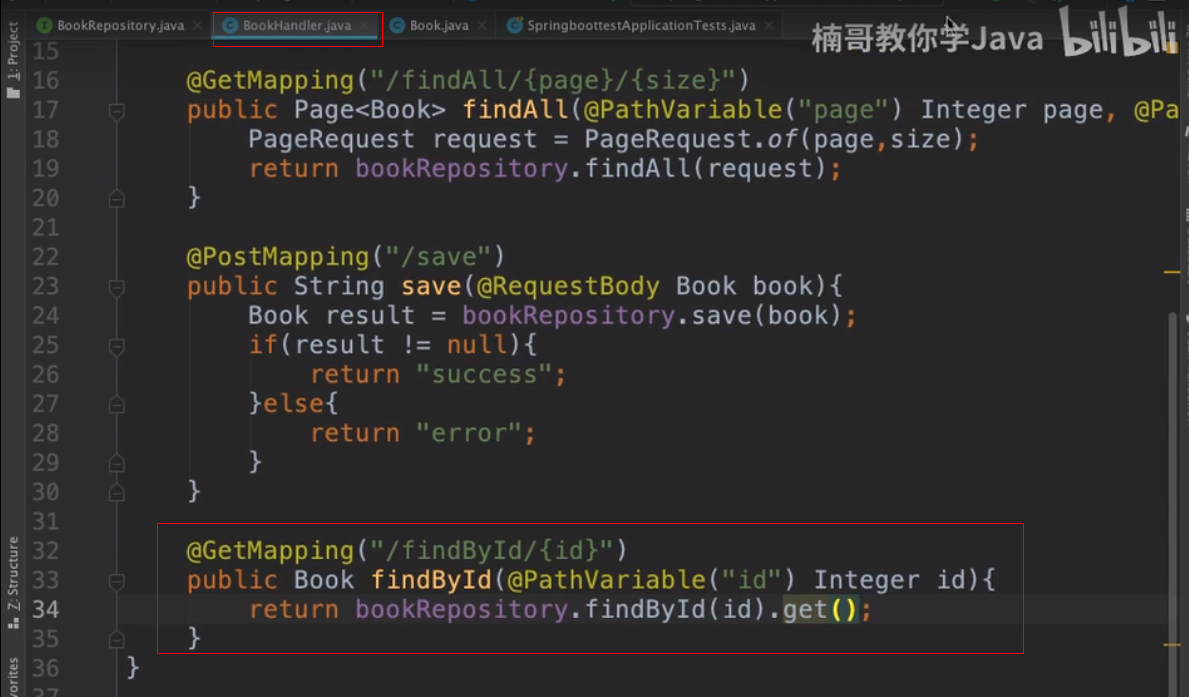 BookRepository.java × BookHandler.java × Book.java × SpringboottestApplicationTests.java ×
楠哥教你学Java bilibili
1: Project
15
16 @GetMapping("/findAll/{page}/{size}")
17 public Page<Book> findAll(@PathVariable("page") Integer page, @Pa
18 PageRequest request = PageRequest.of(page,size);
19 return bookRepository.findAll(request);
20 }
21
22 @PostMapping("/save")
23 public String save(@RequestBody Book book){
24 Book result = bookRepository.save(book);
25 if(result != null){
26 return "success";
27 }else{
28 return "error";
29 }
30 }
31
32 @GetMapping("/findById/{id}")
33 public Book findById(@PathVariable("id") Integer id){
34 return bookRepository.findById(id).get();
35 }
36 }
37
Z: Structure
vorites